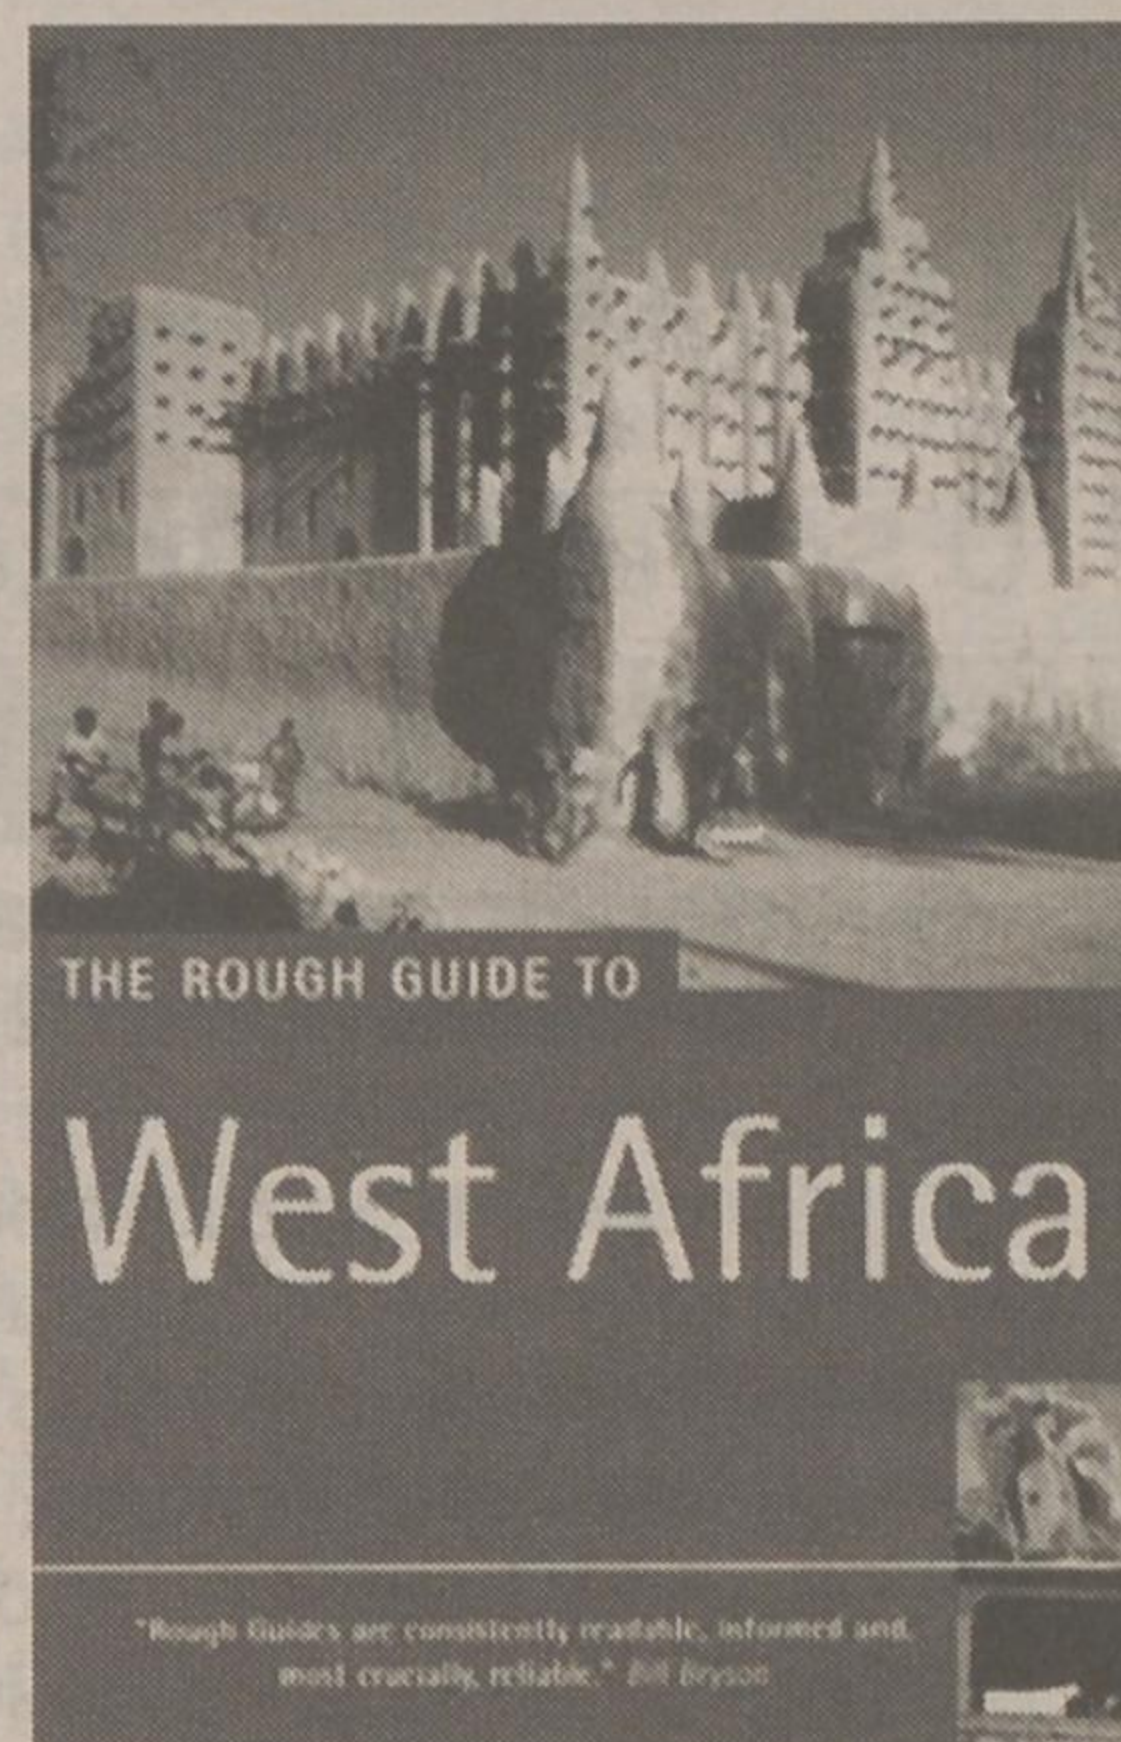 THE ROUGH GUIDE TO
West Africa
"Rough Guides are consistently readable, informed and,
most crucially, reliable." Bill Bryson